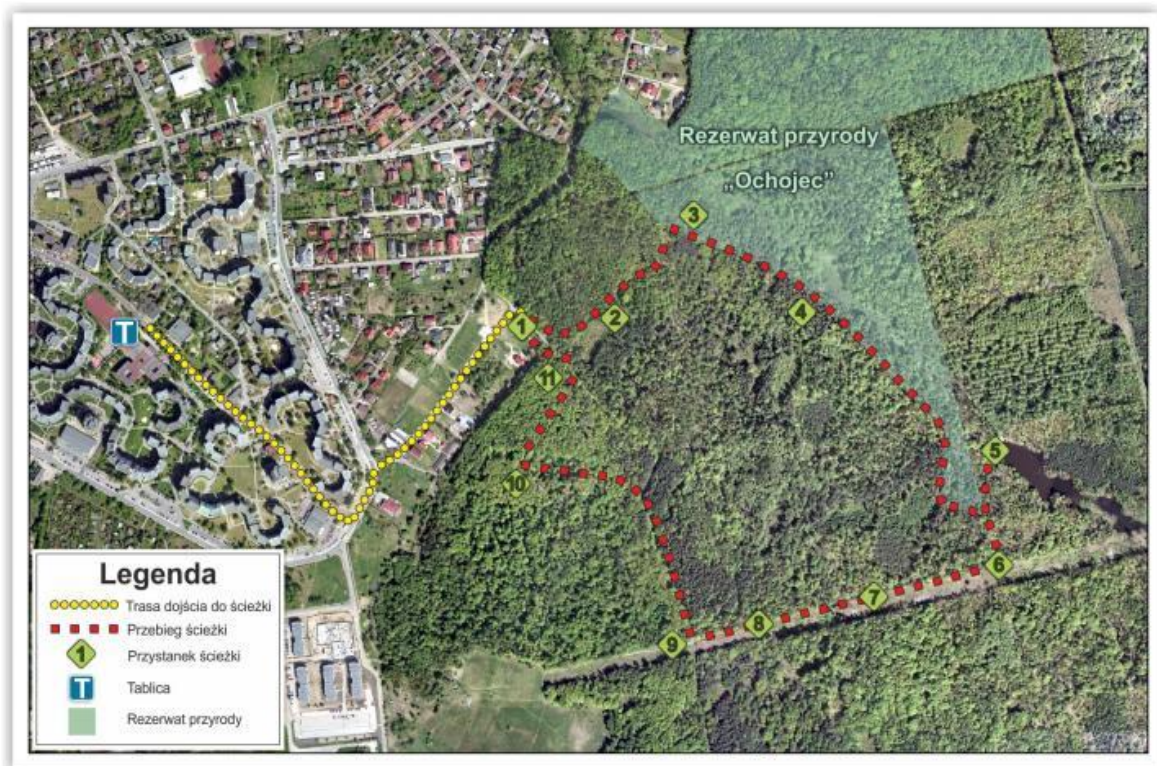 Rezerwat przyrody
„Ochojec”
3
4
2
1
T
11
5
10
6
7
8
9
Legenda
Trasa dojścia do ścieżki
Przebieg ścieżki
1 Przystanek ścieżki
T Tablica
Rezerwat przyrody